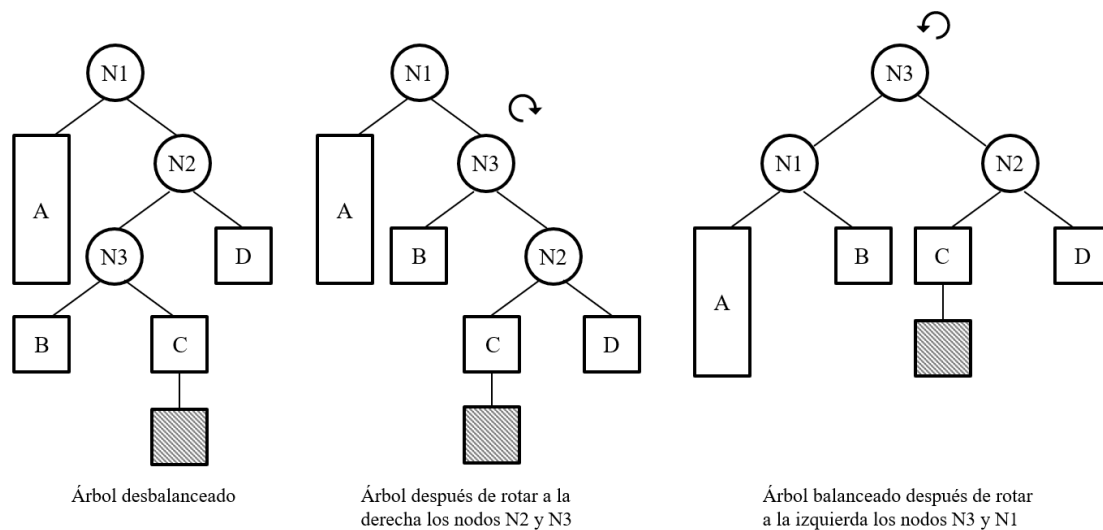 N1
N2
A
N3
D
B
C
Árbol desbalanceado
N1
N3
A
B
N2
C
D
Árbol después de rotar a la
derecha los nodos N2 y N3
N3
N1
N2
A
B
C
D
Árbol balanceado después de rotar
a la izquierda los nodos N3 y N1